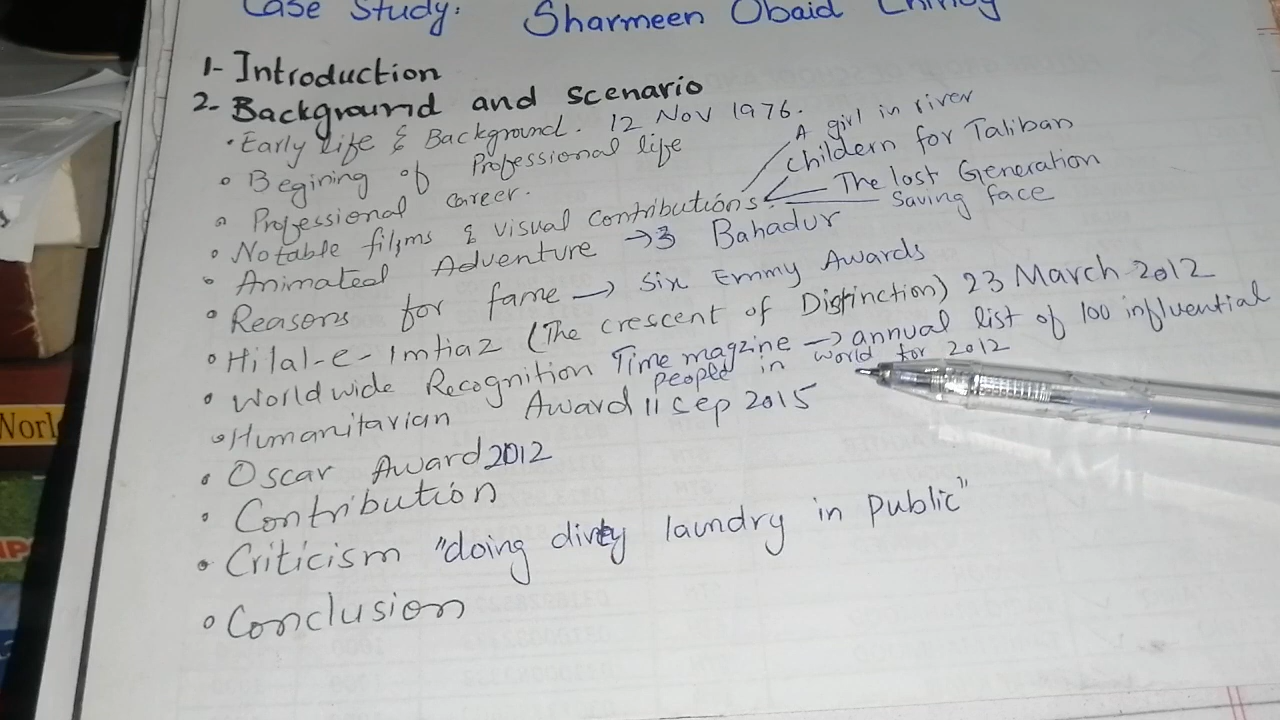 Case Study: Sharmeen Obaid Chinoy
1- Introduction
2- Background and scenario
• Early Life & Background. 12 Nov 1976.
• Begining of Professional life
• Professional career.
• Notable films & visual contributions
A girl in river
Childern for Taliban
The lost Generation
Saving face
• Animated Adventure → 3 Bahadur
• Reasons for fame → Six Emmy Awards
• Hilal-e-Imtiaz (The crescent of Distinction) 23 March 2012
• Worldwide Recognition Time magzine → annual list of 100 influential
people in world for 2012
• Humanitarian Award 11 Sep 2015
• Oscar Award 2012
• Contribution
• Criticism "doing dirty laundry in public"
• Conclusion
Worl